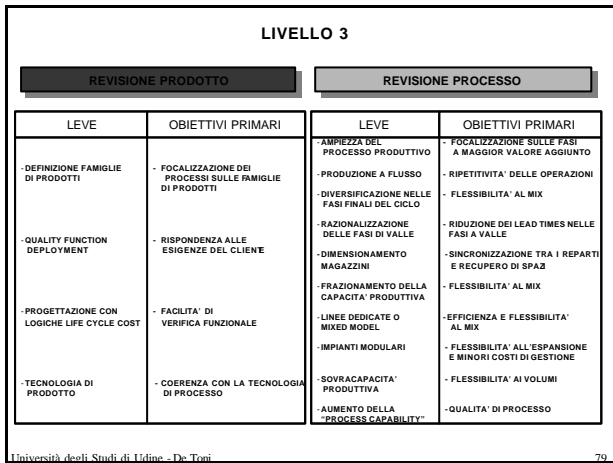 LIVELLO 3
REVISIONE PRODOTTO
REVISIONE PROCESSO
LEVE
OBIETTIVI PRIMARI
-DEFINIZIONE FAMIGLIE
DI PRODOTTI
- FOCALIZZAZIONE DEI
PROCESSI SULLE FAMIGLIE
DI PRODOTTI
-QUALITY FUNCTION
DEPLOYMENT
- RISPONDENZA ALLE
ESIGENZE DEL CLIENTE
-PROGETTAZIONE CON
LOGICHE LIFE CYCLE COST
- FACILITA' DI
VERIFICA FUNZIONALE
-TECNOLOGIA DI
PRODOTTO
- COERENZA CON LA TECNOLOGIA
DI PROCESSO
LEVE
OBIETTIVI PRIMARI
-AMPIEZZA DEL
PROCESSO PRODUTTIVO
- FOCALIZZAZIONE SULLE FASI
A MAGGIOR VALORE AGGIUNTO
-PRODUZIONE A FLUSSO
- RIPETITIVITA' DELLE OPERAZIONI
-DIVERSIFICAZIONE NELLE
FASI FINALI DEL CICLO
- FLESSIBILITA' AL MIX
-RAZIONALIZZAZIONE
DELLE FASI DI VALLE
- RIDUZIONE DEI LEAD TIMES NELLE
FASI A VALLE
-DIMENSIONAMENTO
MAGAZZINI
-SINCRONIZZAZIONE TRA I REPARTI
E RECUPERO DI SPAZI
-FRAZIONAMENTO DELLA
CAPACITA' PRODUTTIVA
- FLESSIBILITA' AL MIX
-LINEE DEDICATE O
MIXED MODEL
-EFFICIENZA E FLESSIBILITA'
AL MIX
-IMPIANTI MODULARI
- FLESSIBILITA' ALL'ESPANSIONE
E MINORI COSTI DI GESTIONE
-SOVRACAPACITA'
PRODUTTIVA
- FLESSIBILITA' AI VOLUMI
-AUMENTO DELLA
"PROCESS CAPABILITY"
-QUALITA' DI PROCESSO
Università degli Studi di Udine - De Toni
79